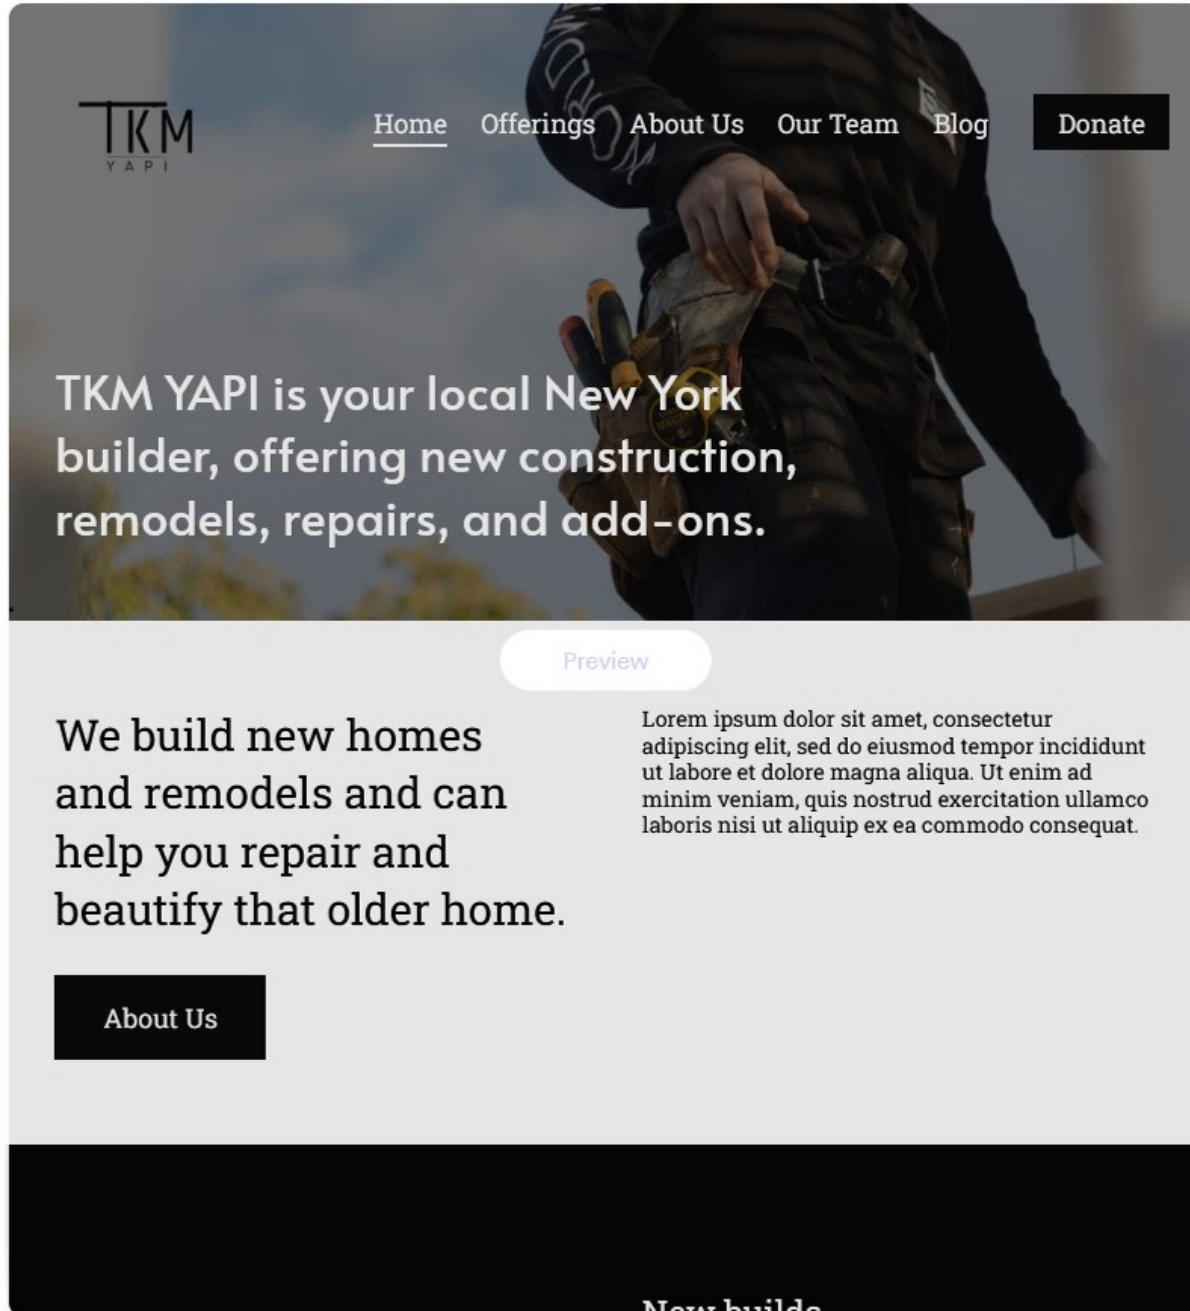 TKM
YAPI
Home Offerings About Us Our Team Blog Donate
TKM YAPI is your local New York
builder, offering new construction,
remodels, repairs, and add-ons.
Preview
We build new homes
and remodels and can
help you repair and
beautify that older home.
Lorem ipsum dolor sit amet, consectetur
adipiscing elit, sed do eiusmod tempor incididunt
ut labore et dolore magna aliqua. Ut enim ad
minim veniam, quis nostrud exercitation ullamco
laboris nisi ut aliquip ex ea commodo consequat.
About Us
New builds